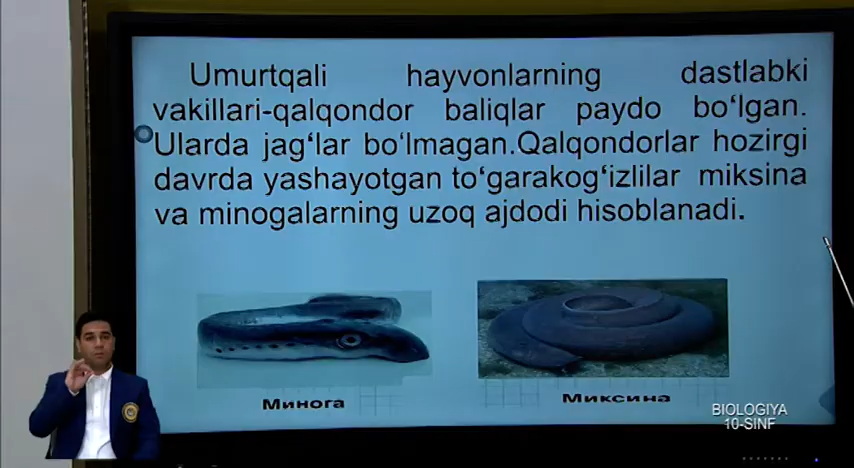 Umurtqali hayvonlarning dastlabki
vakillari-qalqondor baliqlar paydo bo‘lgan.
Ularda jag‘lar bo‘lmagan.Qalqondorlar hozirgi
davrda yashayotgan to‘garakog‘izlilar miksina
va minogalarning uzoq ajdodi hisoblanadi.
Минога
Миксина
BIOLOGIYA
10-SINF